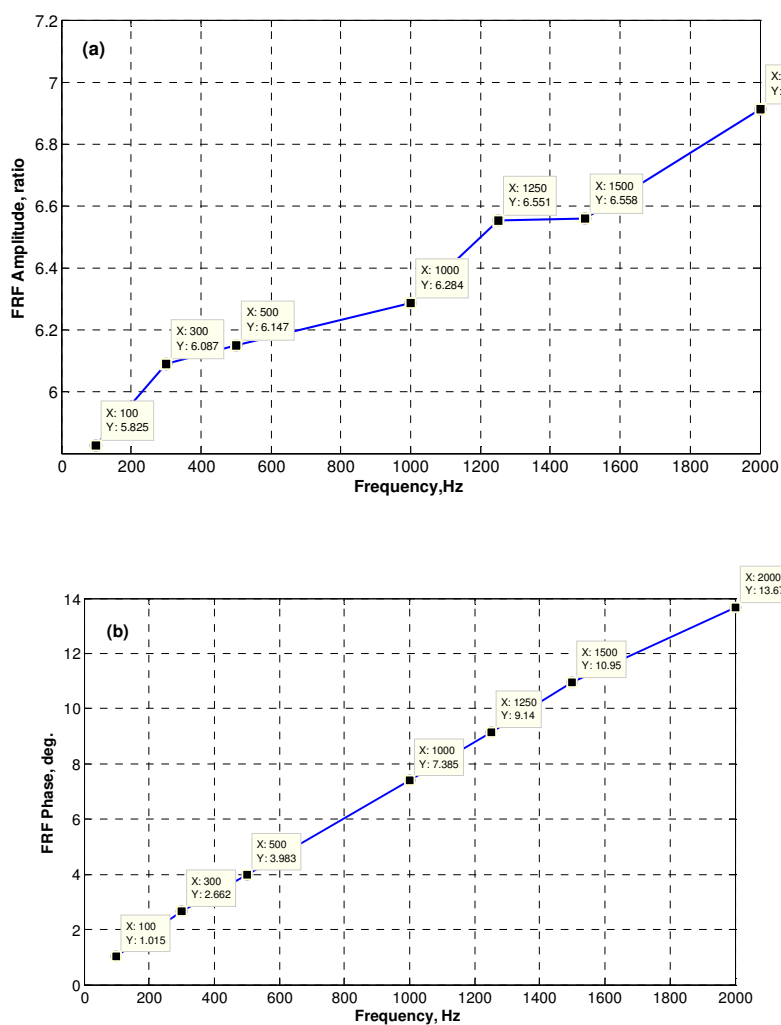 7.2
(a)
7
X:
Y:
6.8
6.6
X: 1250
Y: 6.551
X: 1500
Y: 6.558
6.4
X: 1000
Y: 6.284
6.2
X: 300
Y: 6.087
X: 500
Y: 6.147
6
X: 100
Y: 5.825
FRF Amplitude, ratio
0 200 400 600 800 1000 1200 1400 1600 1800 2000
Frequency,Hz
14
(b)
X: 2000
Y: 13.67
12
X: 1500
Y: 10.95
10
X: 1250
Y: 9.14
8
X: 1000
Y: 7.385
6
X: 500
Y: 3.983
4
X: 300
Y: 2.662
2
X: 100
Y: 1.015
0
FRF Phase, deg.
0 200 400 600 800 1000 1200 1400 1600 1800 2000
Frequency, Hz